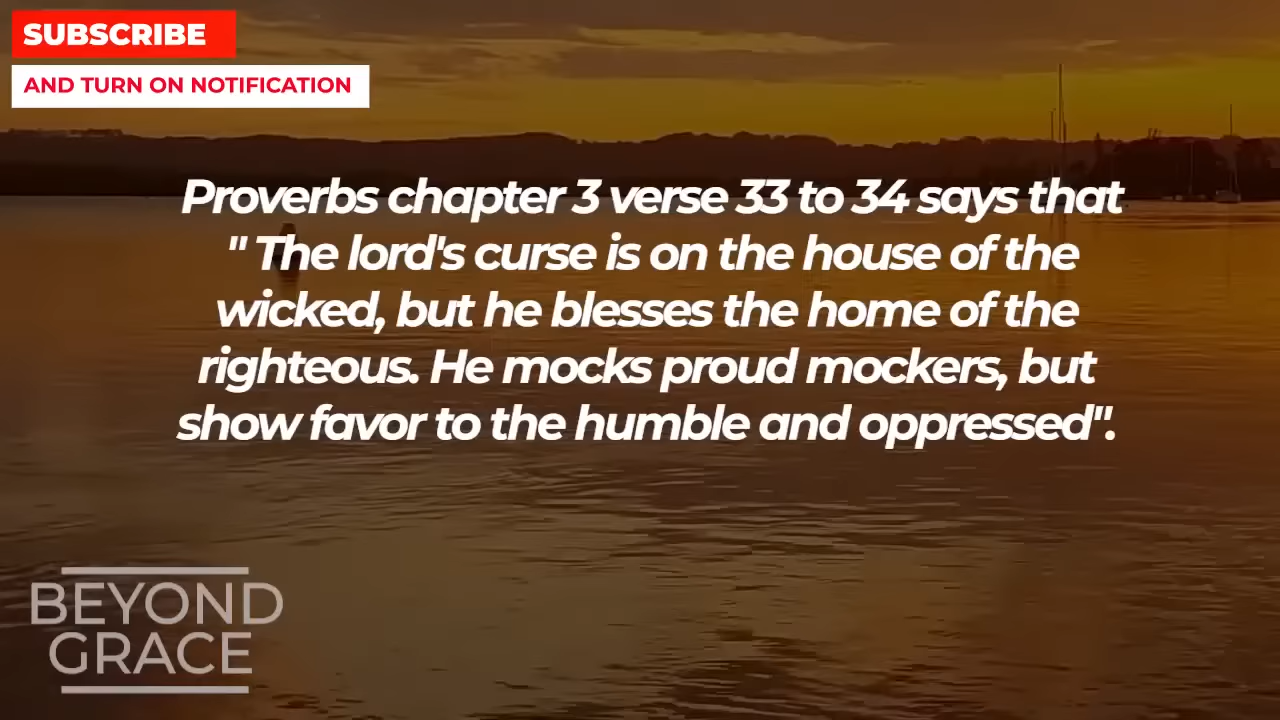 SUBSCRIBE
AND TURN ON NOTIFICATION
Proverbs chapter 3 verse 33 to 34 says that
" The lord's curse is on the house of the
wicked, but he blesses the home of the
righteous. He mocks proud mockers, but
show favor to the humble and oppressed".
BEYOND
GRACE